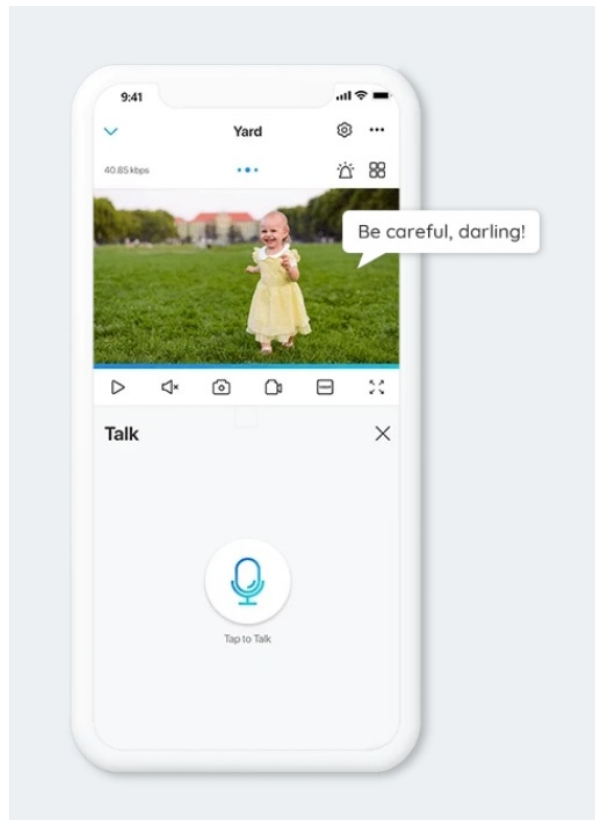 9:41
Yard
40.85 kbps
Be careful, darling!
Talk
Tap to Talk